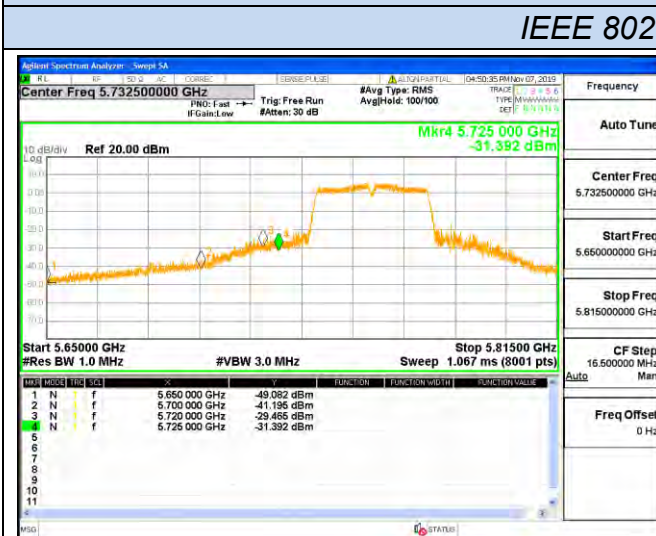 IEEE 802
Agilent Spectrum Analyzer - Swept SA
RL RF 50 Ω AC CORREC SENSE:PULSE ALIGN PARTIAL 04:50:35 PM Nov 07, 2019
Center Freq 5.732500000 GHz
PNO: Fast
IFGain:Low
Trig: Free Run
#Atten: 30 dB
#Avg Type: RMS
Avg|Hold: 100/100
TRACE 1 2 3 4 5 6
TYPE
DET
Mkr4 5.725 000 GHz
-31.392 dBm
10 dB/div Ref 20.00 dBm
Log
Start 5.65000 GHz Stop 5.81500 GHz
#Res BW 1.0 MHz #VBW 3.0 MHz Sweep 1.067 ms (8001 pts)
MKR MODE TRC SCL X Y FUNCTION FUNCTION WIDTH FUNCTION VALUE
1 N f 5.650 000 GHz -49.082 dBm
2 N f 5.700 000 GHz -41.195 dBm
3 N f 5.720 000 GHz -29.465 dBm
4 N f 5.725 000 GHz -31.392 dBm
5
6
7
8
9
10
11
MSG STATUS
Frequency
Auto Tune
Center Freq
5.732500000 GHz
Start Freq
5.650000000 GHz
Stop Freq
5.815000000 GHz
CF Step
16.500000 MHz
Auto Man
Freq Offset
0 Hz